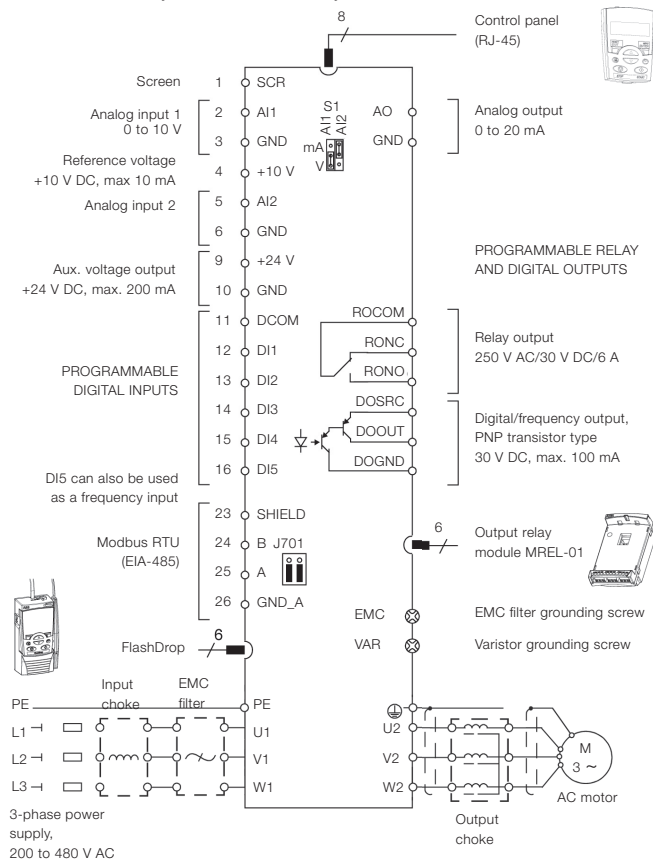 8
Control panel
(RJ-45)
Screen 1 SCR
Analog input 1
0 to 10 V
2 AI1
3 GND
S1
AI1
AI2
mA
V
AO
GND
Analog output
0 to 20 mA
Reference voltage
+10 V DC, max 10 mA
4 +10 V
Analog input 2
5 AI2
6 GND
Aux. voltage output
+24 V DC, max. 200 mA
9 +24 V
10 GND
PROGRAMMABLE RELAY
AND DIGITAL OUTPUTS
PROGRAMMABLE
DIGITAL INPUTS
11 DCOM
12 DI1
13 DI2
14 DI3
15 DI4
16 DI5
DI5 can also be used
as a frequency input
ROCOM
RONC
RONO
Relay output
250 V AC/30 V DC/6 A
DOSRC
DOOUT
DOGND
Digital/frequency output,
PNP transistor type
30 V DC, max. 100 mA
Modbus RTU
(EIA-485)
23 SHIELD
24 B J701
25 A
26 GND_A
6
Output relay
module MREL-01
EMC
EMC filter grounding screw
VAR
Varistor grounding screw
FlashDrop
6
Input
choke
EMC
filter
PE
PE
L1
U1
L2
V1
L3
W1
3-phase power
supply,
200 to 480 V AC
U2
V2
W2
Output
choke
M
3 ~
AC motor